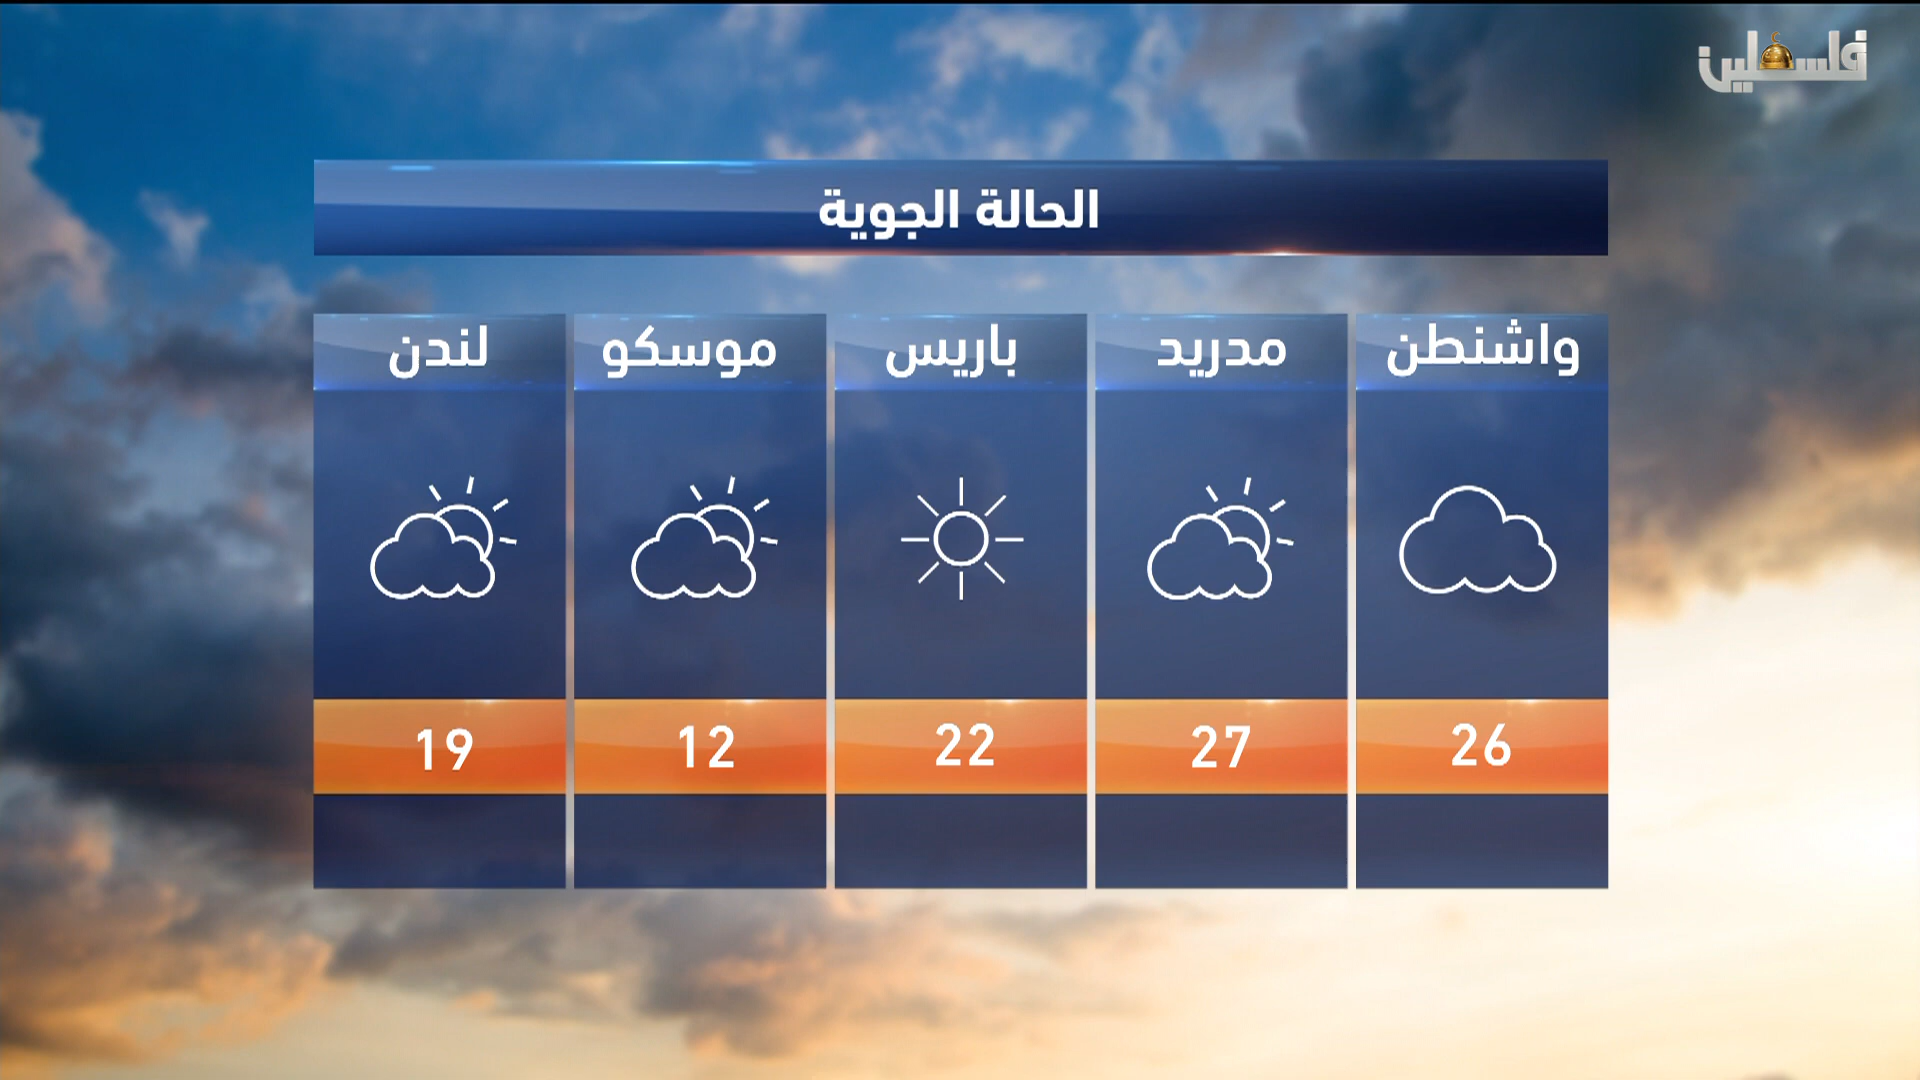 فلسطين
الحالة الجوية
واشنطن
مدريد
باريس
موسكو
لندن
26
27
22
12
19